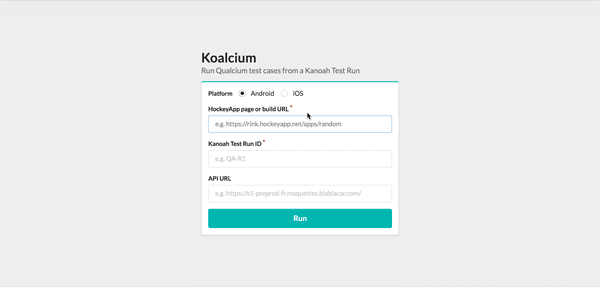 Koalcium
Run Qualcium test cases from a Kanoah Test Run
Platform Android iOS
HockeyApp page or build URL *
e.g. https://rink.hockeyapp.net/apps/random
Kanoah Test Run ID *
e.g. QA-R1
API URL
e.g. https://s1-preprod-fr.maquettes.blablacar.com/
Run